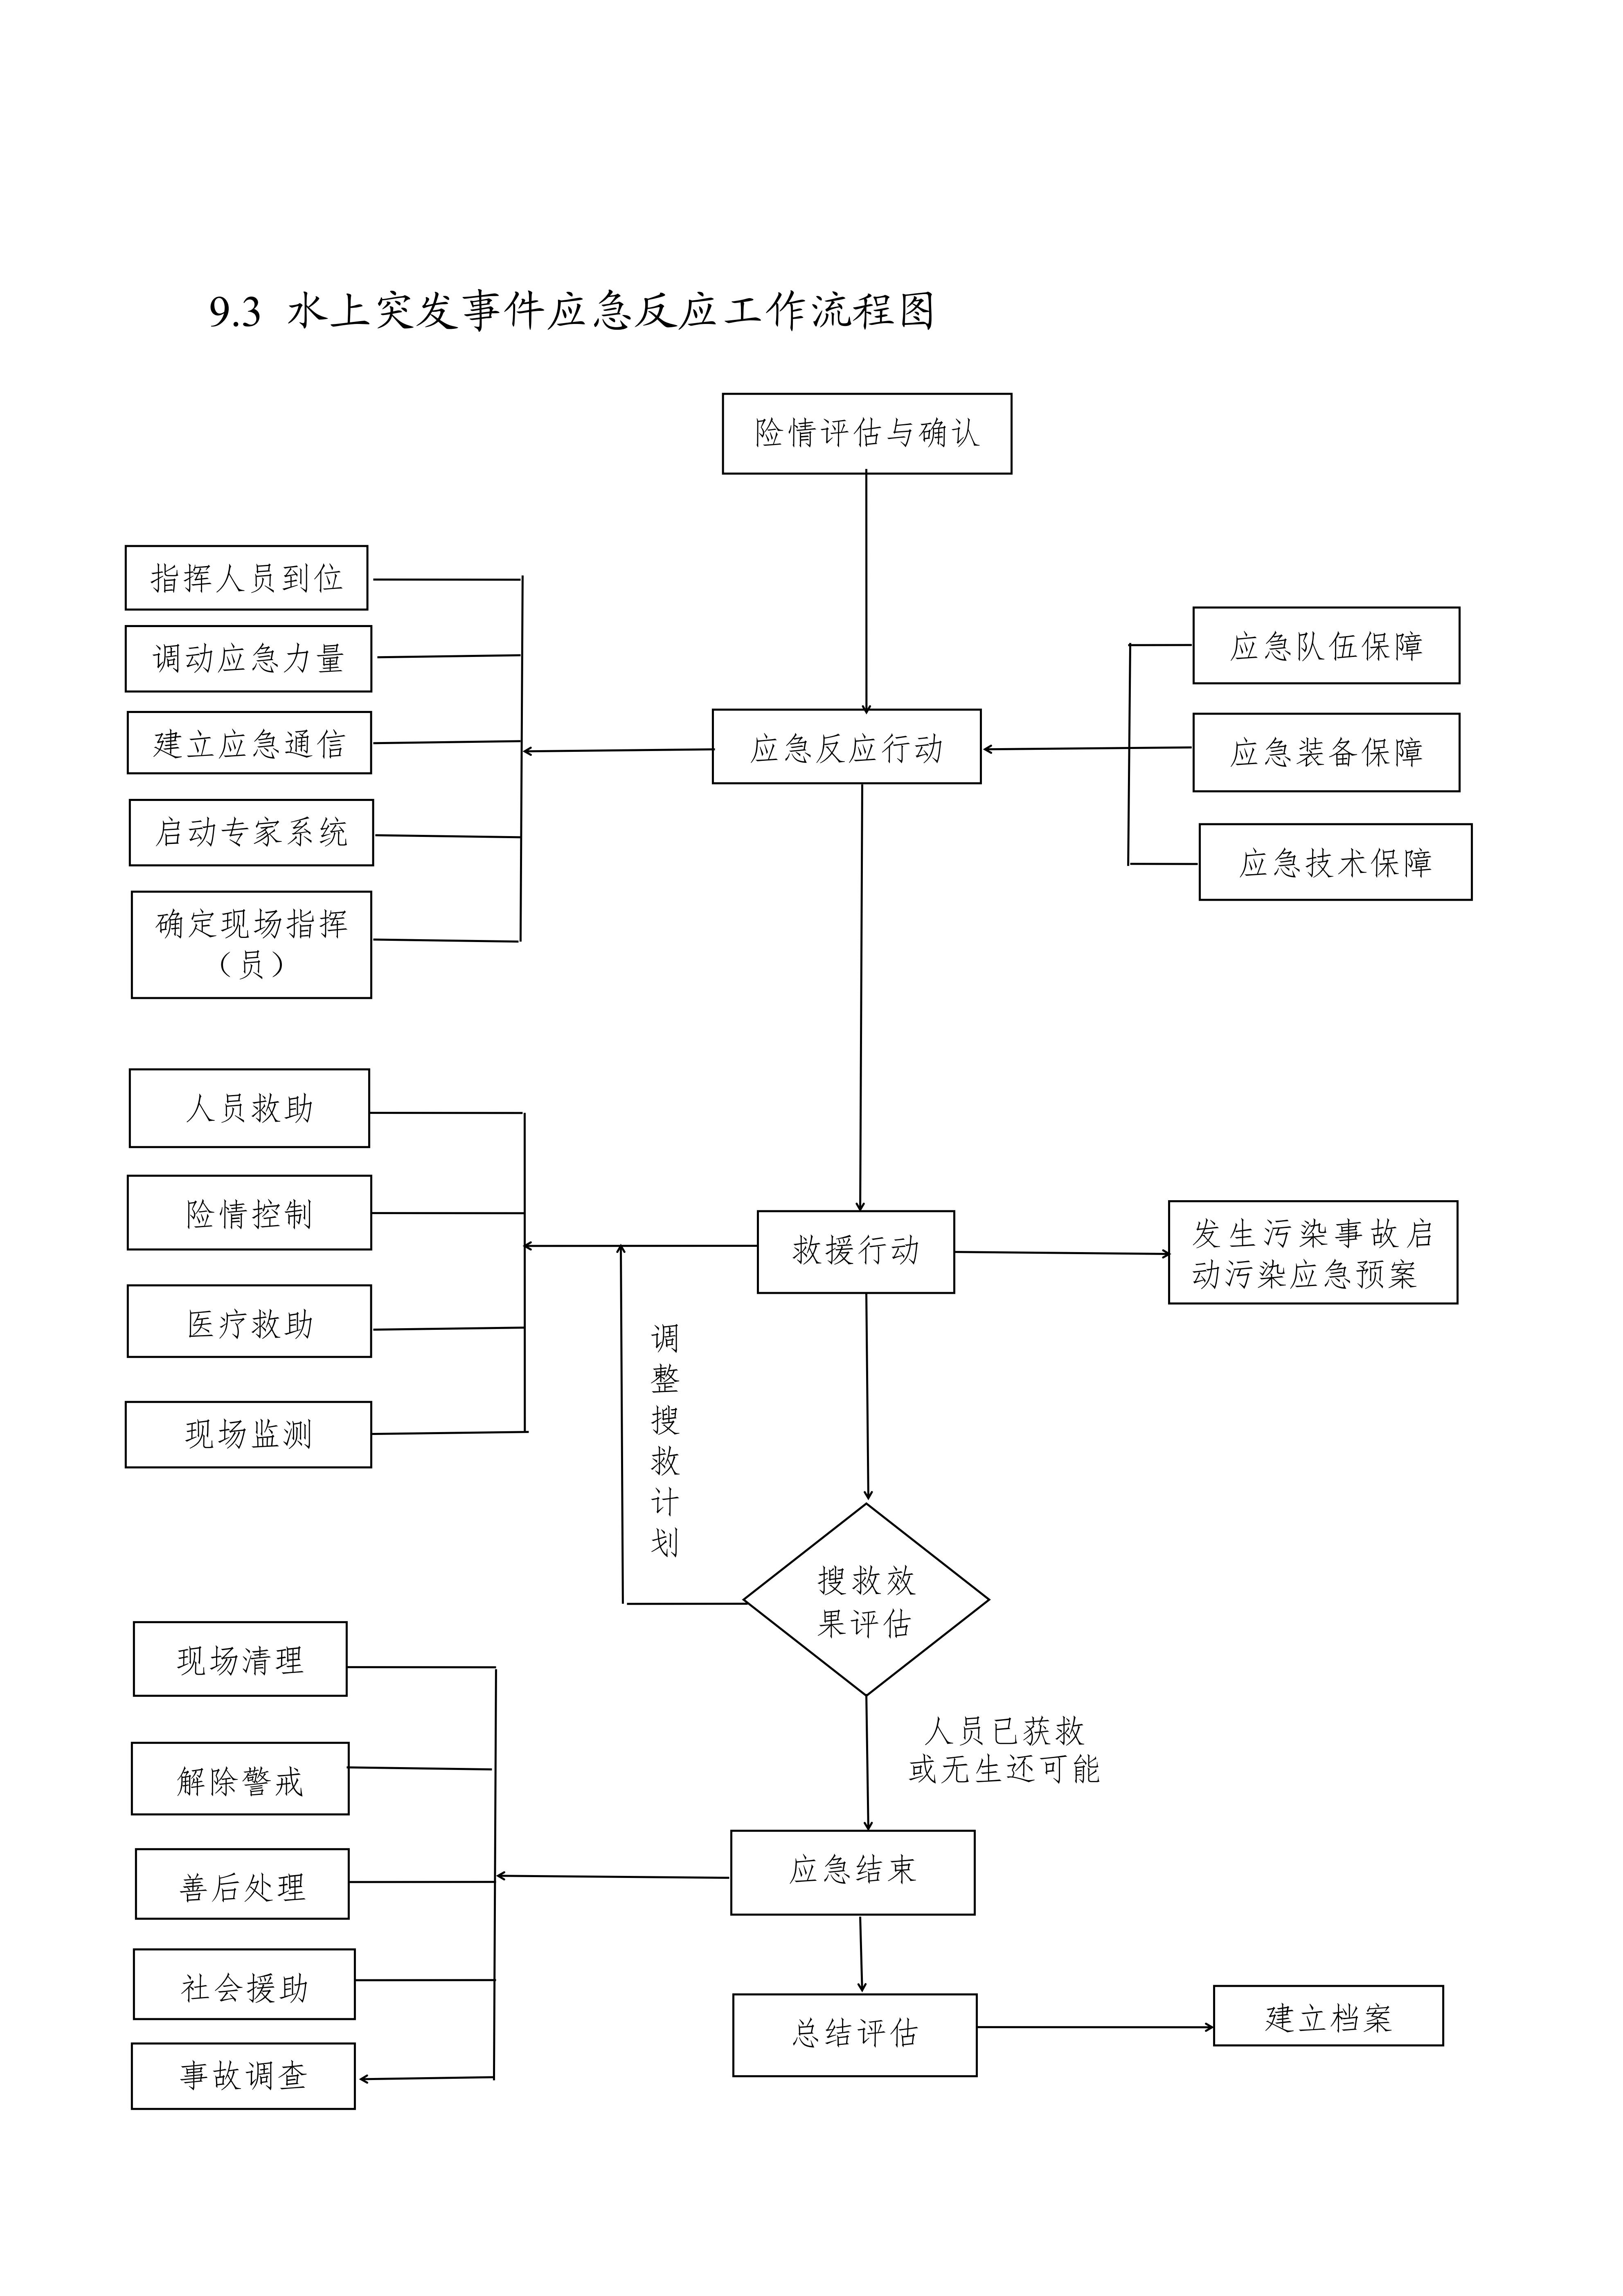 9.3 水上突发事件应急反应工作流程图
险情评估与确认
指挥人员到位
调动应急力量
建立应急通信
启动专家系统
确定现场指挥
（员）
应急反应行动
应急队伍保障
应急装备保障
应急技术保障
人员救助
险情控制
医疗救助
现场监测
救援行动
发生污染事故启
动污染应急预案
调
整
搜
救
计
划
搜救效
果评估
人员已获救
或无生还可能
现场清理
解除警戒
善后处理
社会援助
事故调查
应急结束
总结评估
建立档案